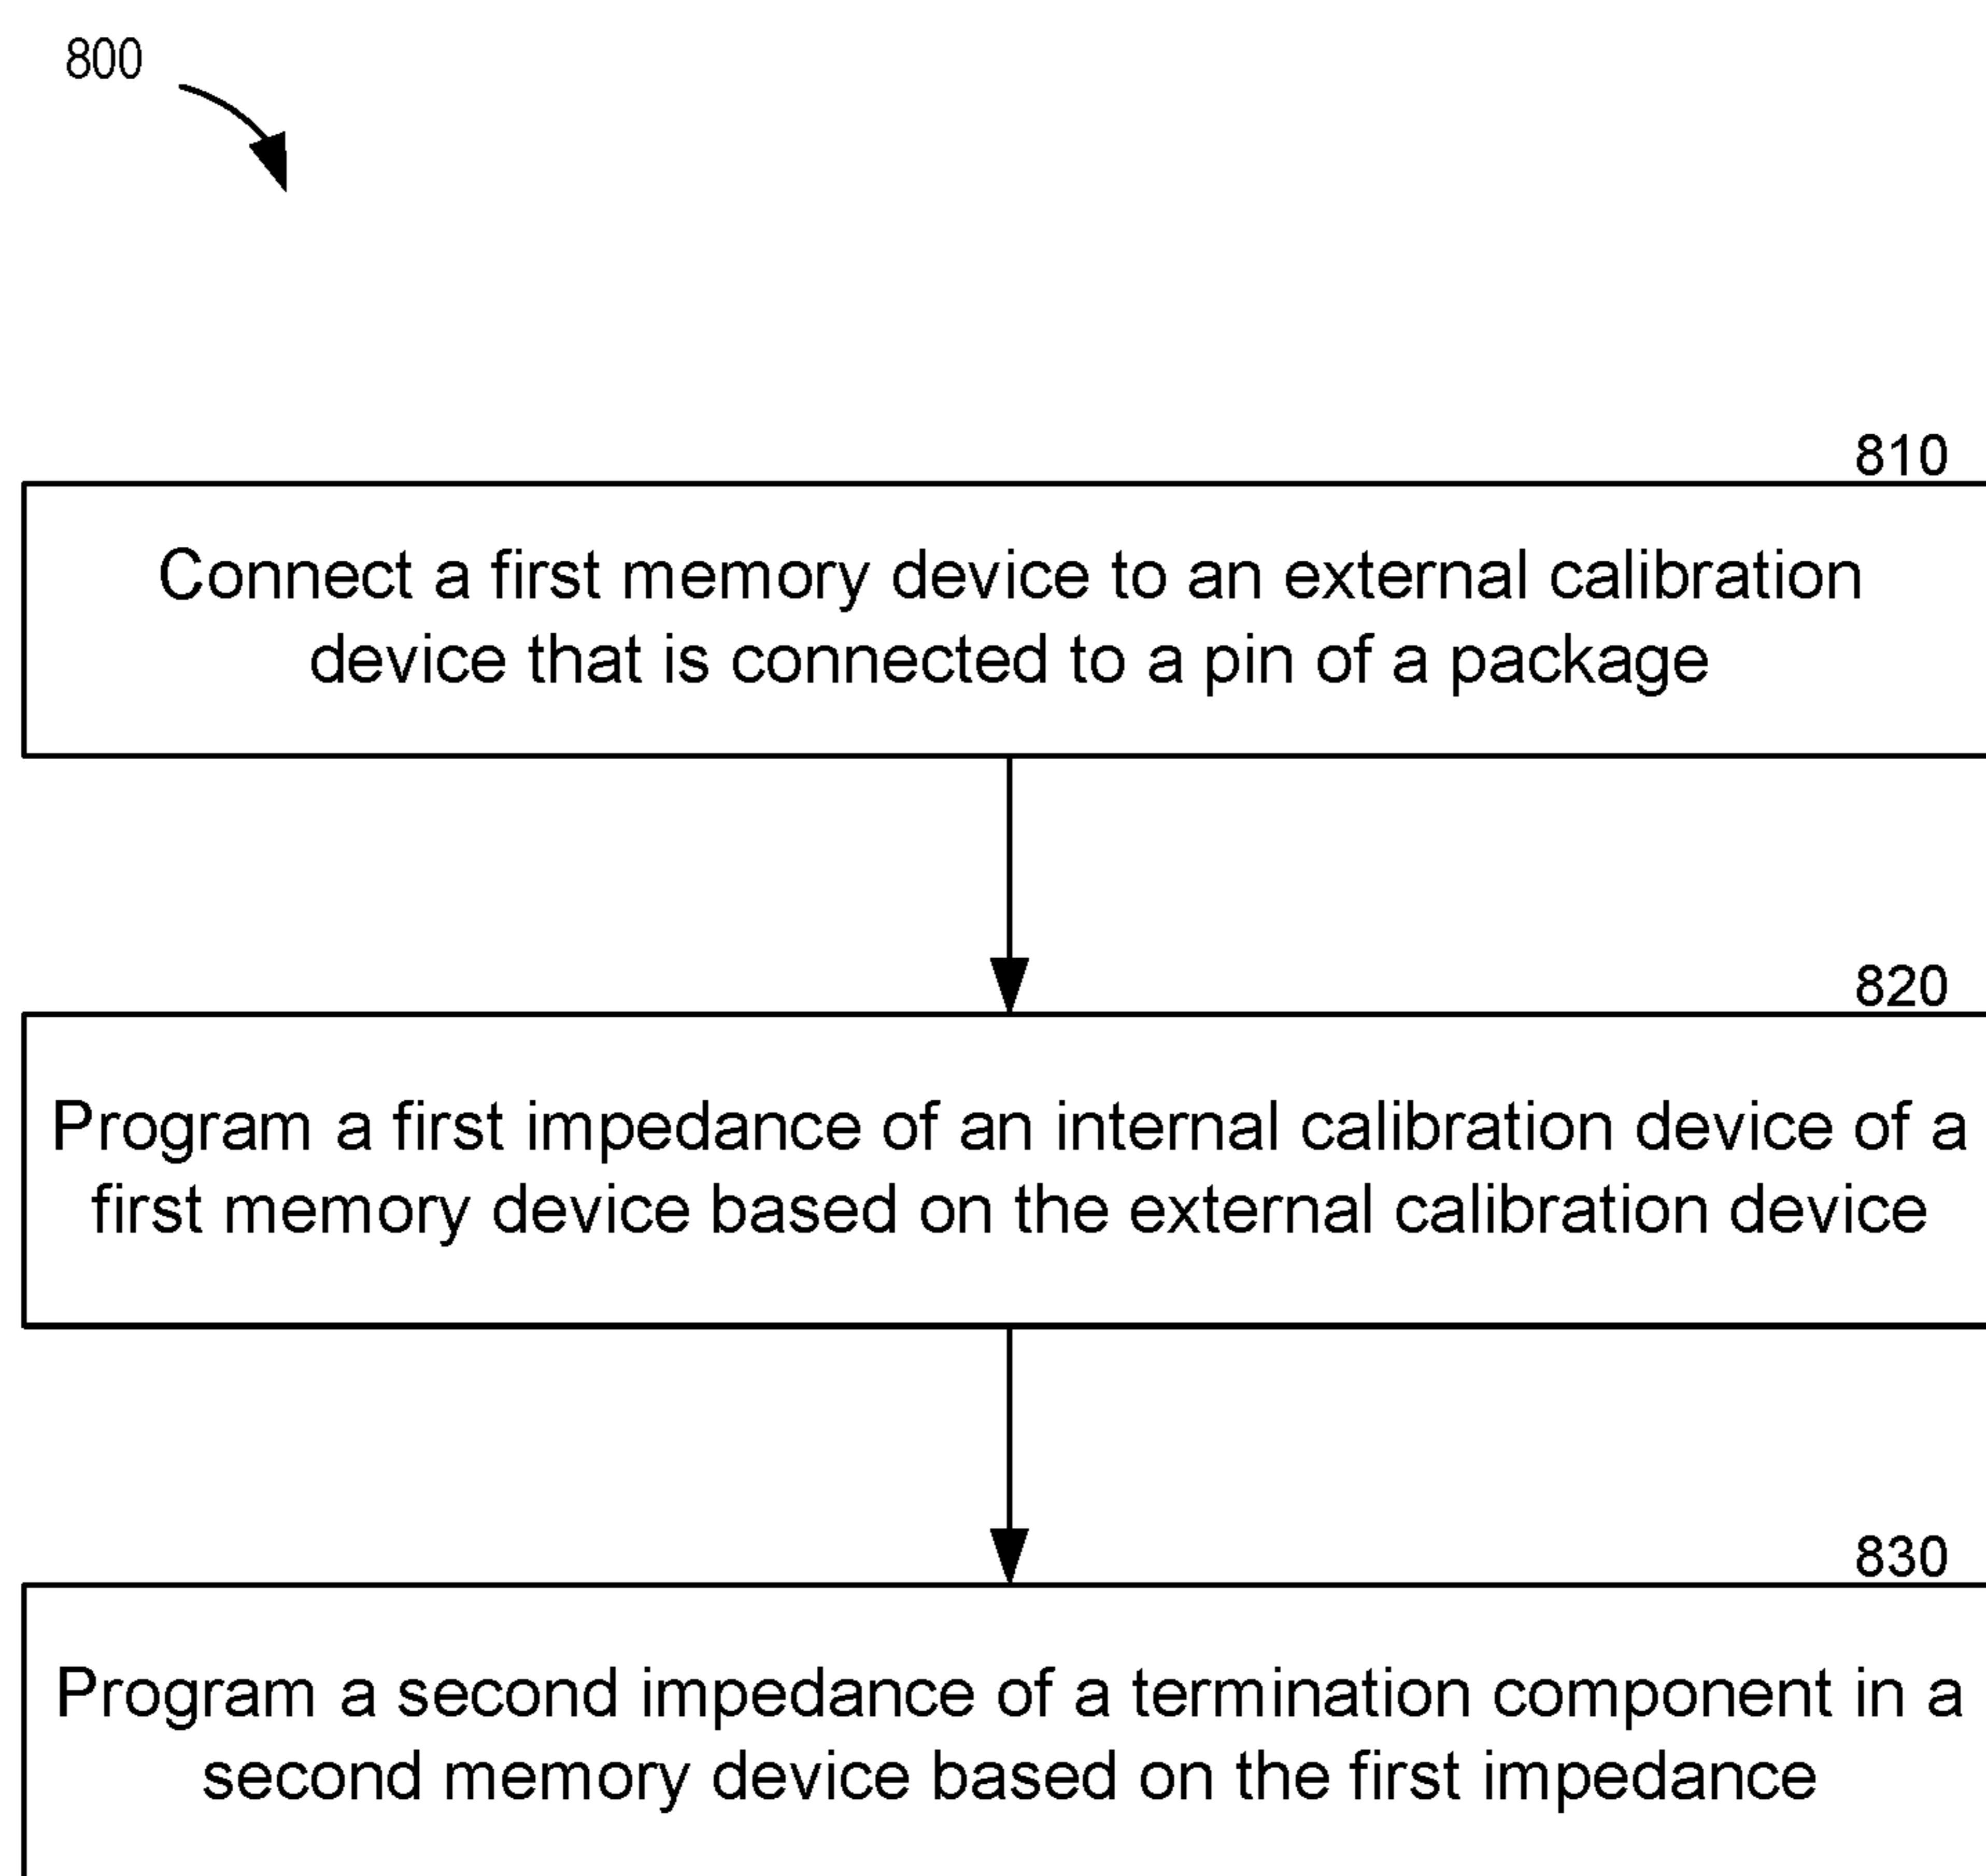 800
810
Connect a first memory device to an external calibration
device that is connected to a pin of a package
820
Program a first impedance of an internal calibration device of a
first memory device based on the external calibration device
830
Program a second impedance of a termination component in a
second memory device based on the first impedance